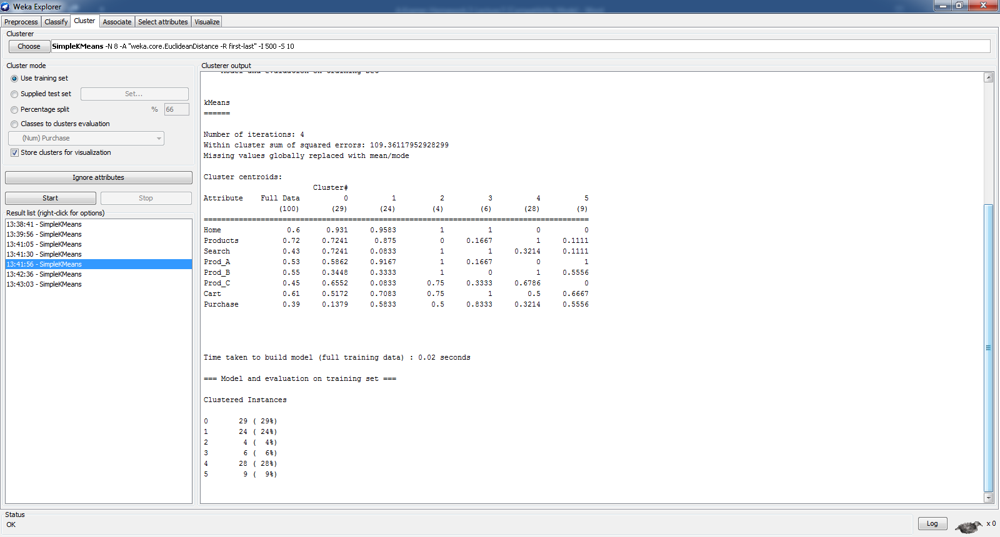 Weka Explorer
Preprocess Classify Cluster Associate Select attributes Visualize
Clusterer
Choose SimpleKMeans -N 8 -A "weka.core.EuclideanDistance -R first-last" -I 500 -S 10
Cluster mode
Use training set
Supplied test set Set...
Percentage split % 66
Classes to clusters evaluation
(Num) Purchase
Store clusters for visualization
Ignore attributes
Start Stop
Result list (right-click for options)
13:38:41 - SimpleKMeans
13:39:56 - SimpleKMeans
13:41:05 - SimpleKMeans
13:41:30 - SimpleKMeans
13:41:56 - SimpleKMeans
13:42:36 - SimpleKMeans
13:43:03 - SimpleKMeans
Clusterer output
Model and evaluation on training set
kMeans
======
Number of iterations: 4
Within cluster sum of squared errors: 109.36117952928299
Missing values globally replaced with mean/mode
Cluster centroids:
Cluster#
Attribute Full Data 0 1 2 3 4 5
(100) (29) (24) (4) (6) (28) (9)
=========================================================================================
Home 0.6 0.931 0.9583 1 1 0 0
Products 0.72 0.7241 0.875 0 0.1667 1 0.1111
Search 0.43 0.7241 0.0833 1 1 0.3214 0.1111
Prod_A 0.53 0.5862 0.9167 1 0.1667 0 1
Prod_B 0.55 0.3448 0.3333 1 0 1 0.5556
Prod_C 0.45 0.6552 0.0833 0.75 0.3333 0.6786 0
Cart 0.61 0.5172 0.7083 0.75 1 0.5 0.6667
Purchase 0.39 0.1379 0.5833 0.5 0.8333 0.3214 0.5556
Time taken to build model (full training data) : 0.02 seconds
=== Model and evaluation on training set ===
Clustered Instances
0 29 ( 29%)
1 24 ( 24%)
2 4 ( 4%)
3 6 ( 6%)
4 28 ( 28%)
5 9 ( 9%)
Status
OK
Log x 0